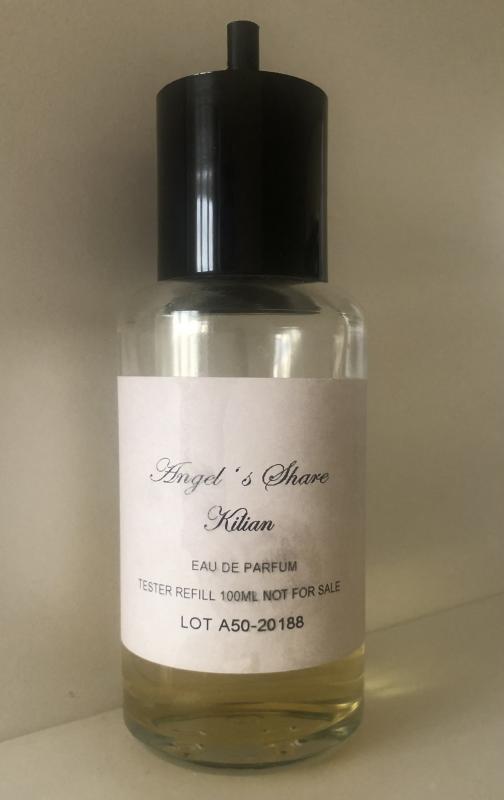 Angel 's Share
Kilian
EAU DE PARFUM
TESTER REFILL 100ML NOT FOR SALE
LOT A50-20188